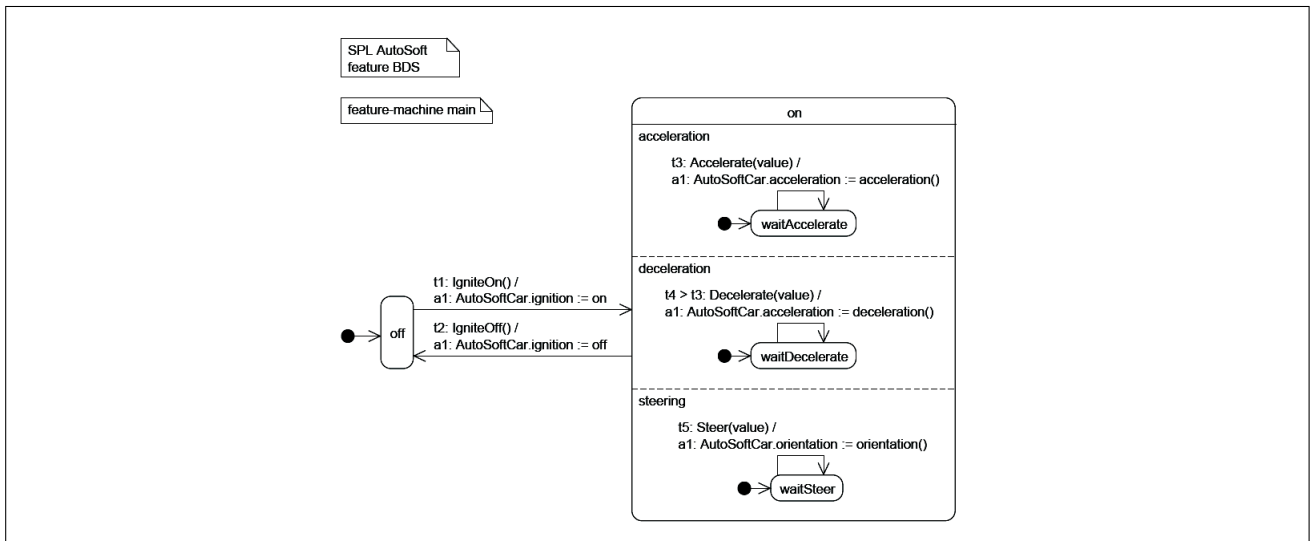 SPL AutoSoft
feature BDS
feature-machine main
on
acceleration
t3: Accelerate(value) /
a1: AutoSoftCar.acceleration := acceleration()
waitAccelerate
deceleration
t4 > t3: Decelerate(value) /
a1: AutoSoftCar.acceleration := deceleration()
waitDecelerate
steering
t5: Steer(value) /
a1: AutoSoftCar.orientation := orientation()
waitSteer
t1: IgniteOn() /
a1: AutoSoftCar.ignition := on
off
t2: IgniteOff() /
a1: AutoSoftCar.ignition := off